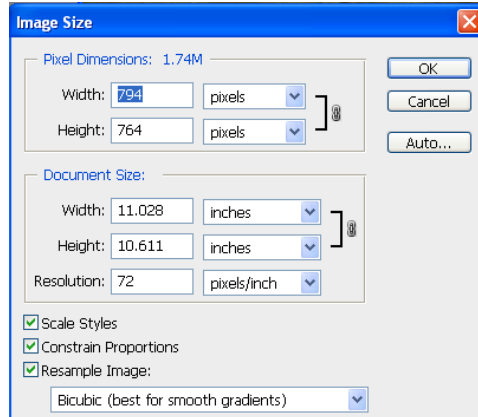 Image Size
Pixel Dimensions: 1.74M
OK
Width: 794 pixels
Cancel
Height: 764 pixels
Auto...
Document Size:
Width: 11.028 inches
Height: 10.611 inches
Resolution: 72 pixels/inch
Scale Styles
Constrain Proportions
Resample Image:
Bicubic (best for smooth gradients)